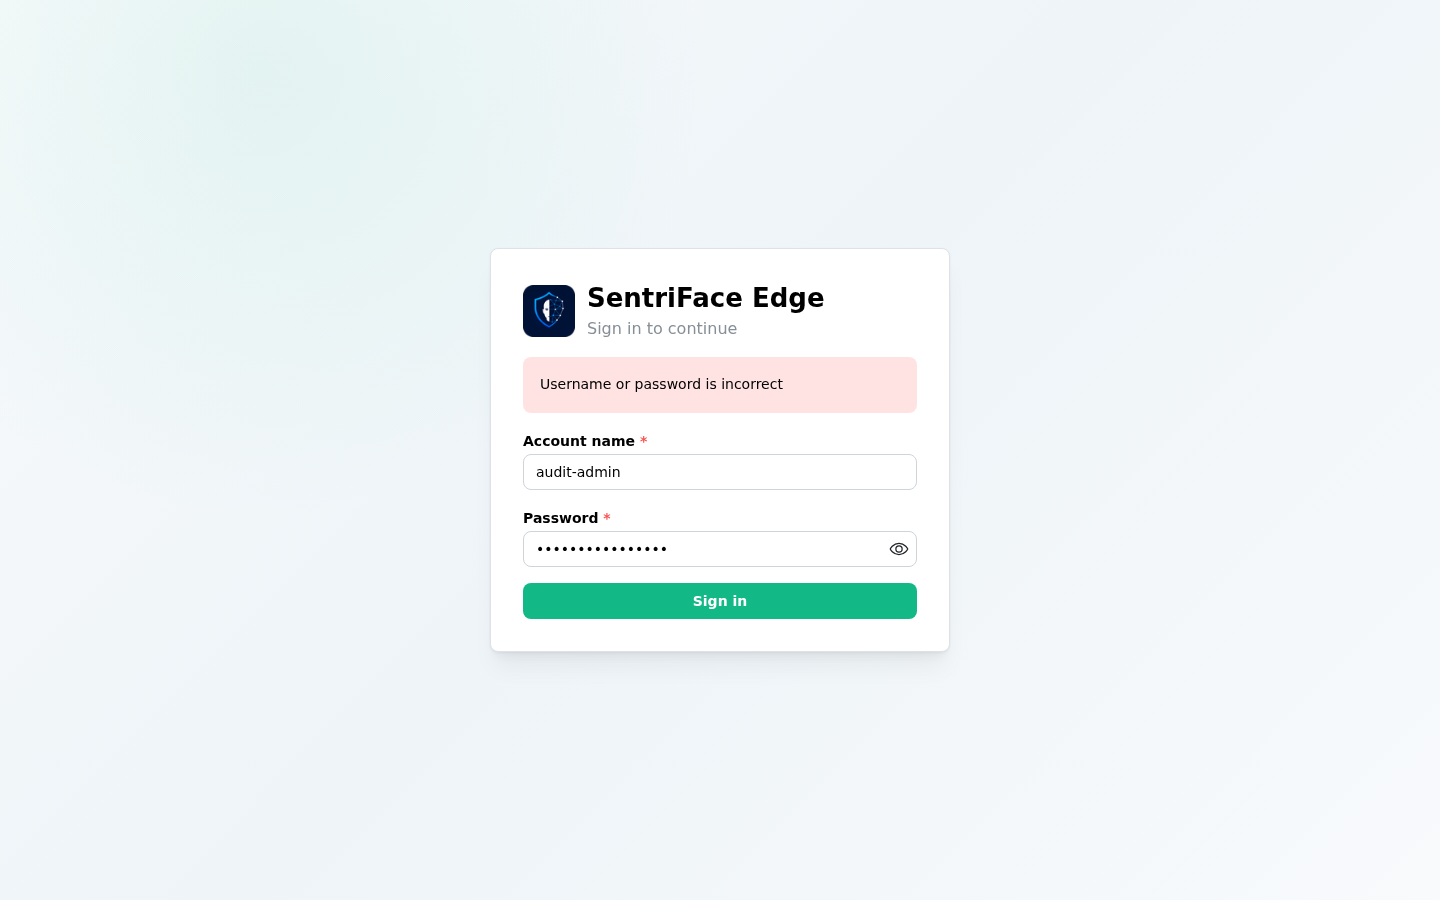 SentriFace Edge
Sign in to continue
Username or password is incorrect
Account name *
audit-admin
Password *
••••••••••••••••
Sign in